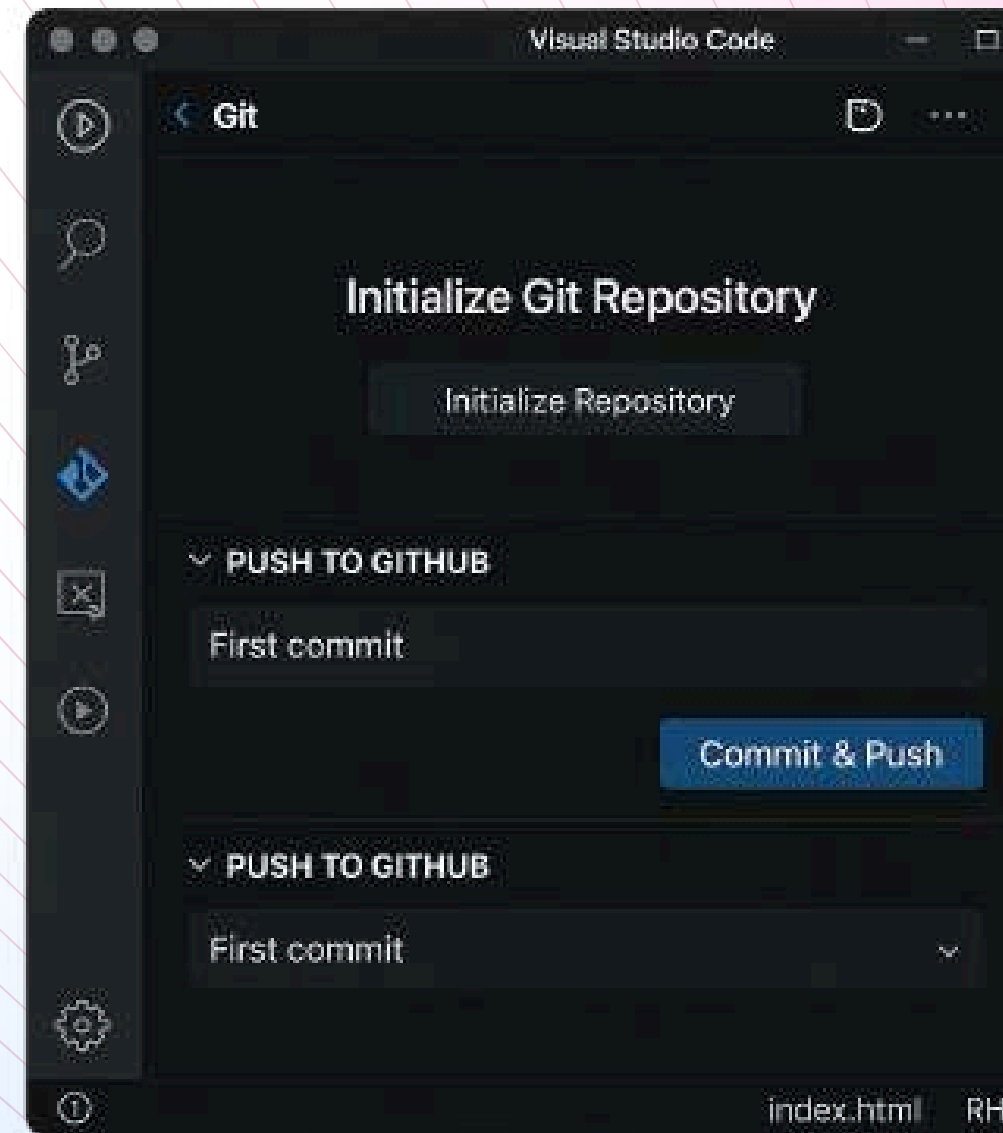 Visual Studio Code
Git
Initialize Git Repository
Initialize Repository
PUSH TO GITHUB
First commit
Commit & Push
PUSH TO GITHUB
First commit
index.html RH